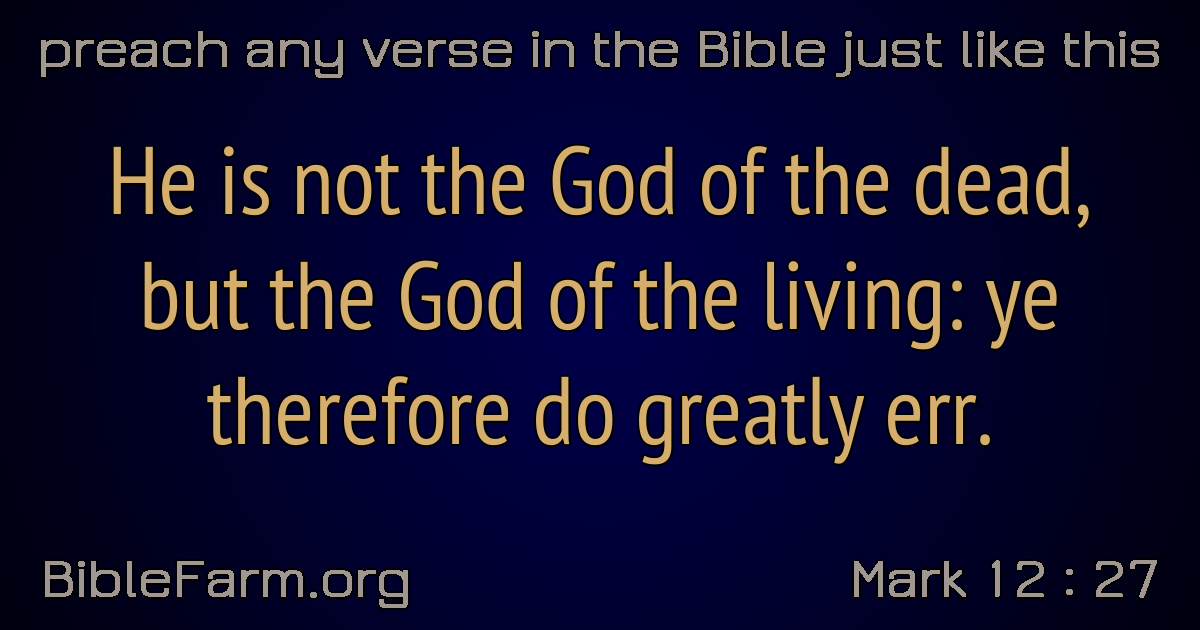 preach any verse in the Bible just like this
He is not the God of the dead,
but the God of the living: ye
therefore do greatly err.
BibleFarm.org
Mark 12 : 27